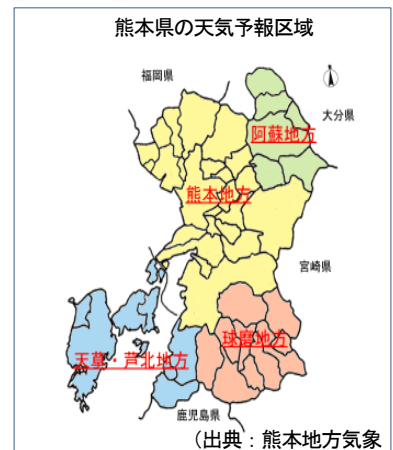 熊本県の天気予報区域
福岡県
大分県
阿蘇地方
熊本地方
宮崎県
球磨地方
天草・芦北地方
鹿児島県
（出典：熊本地方気象